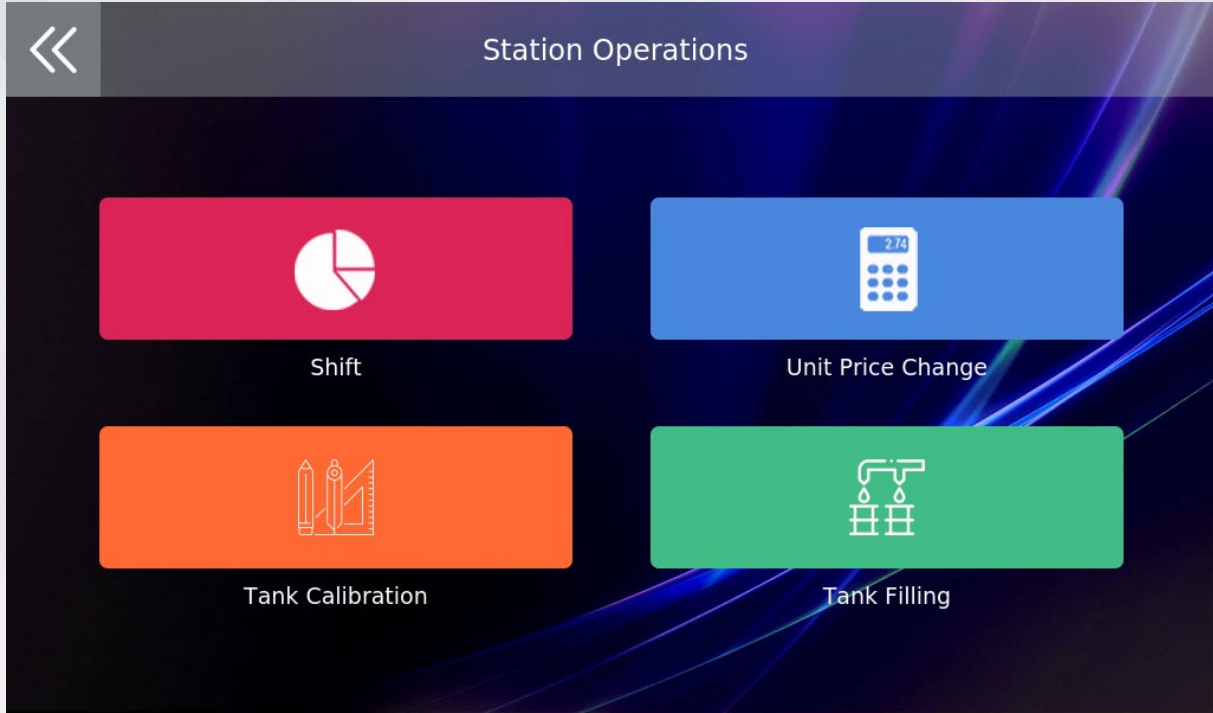 Station Operations
2.74
Shift
Unit Price Change
Tank Calibration
Tank Filling